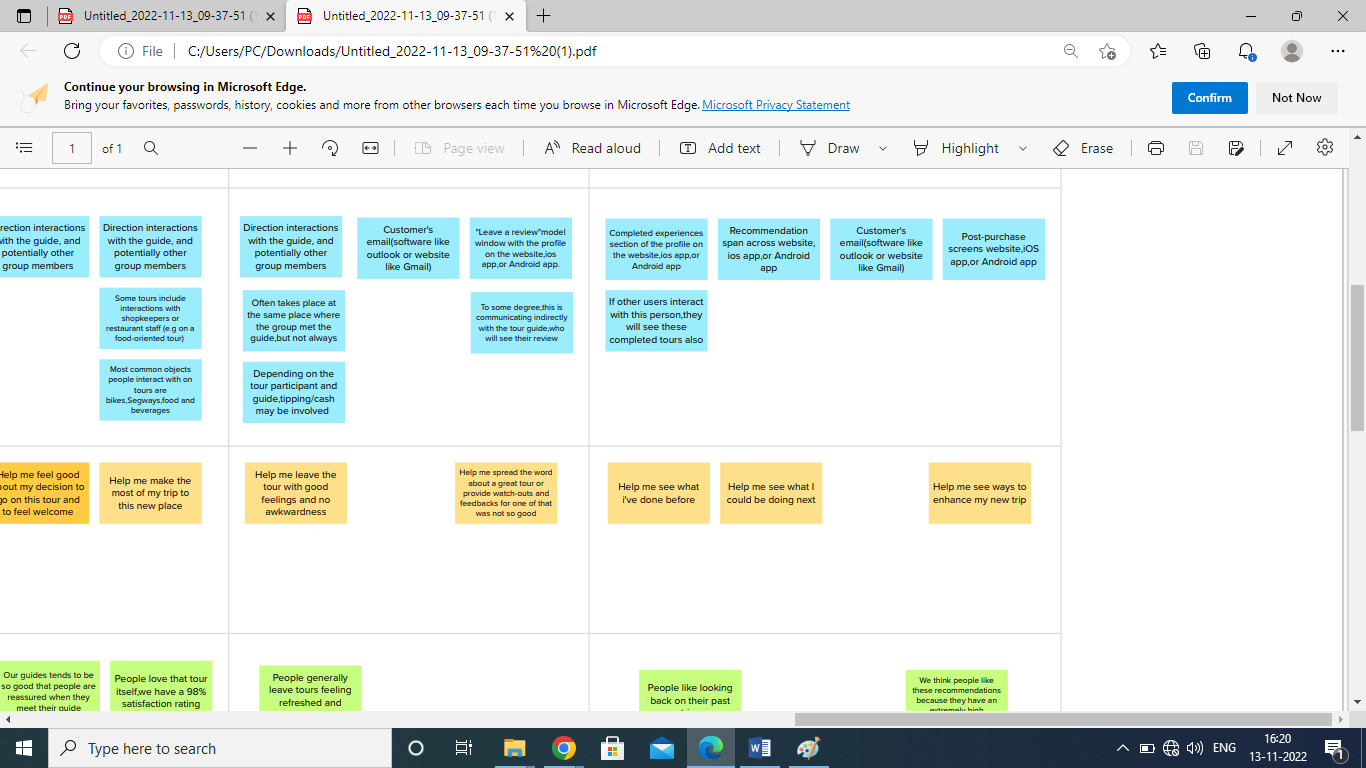 Untitled_2022-11-13_09-37-51 (1
Untitled_2022-11-13_09-37-51 (1
File
C:/Users/PC/Downloads/Untitled_2022-11-13_09-37-51%20(1).pdf
Continue your browsing in Microsoft Edge.
Bring your favorites, passwords, history, cookies and more from other browsers each time you browse in Microsoft Edge. Microsoft Privacy Statement
Confirm
Not Now
1 of 1
Page view
Read aloud
Add text
Draw
Highlight
Erase
rection interactions
with the guide, and
potentially other
group members
Direction interactions
with the guide, and
potentially other
group members
Some tours include
interactions with
shopkeepers or
restaurant staff (e.g on a
food-oriented tour)
Most common objects
people interact with on
tours are
bikes,Segways,food and
beverages
Direction interactions
with the guide, and
potentially other
group members
Customer's
email(software like
outlook or website
like Gmail)
"Leave a review"model
window with the profile
on the website,ios
app,or Android app.
Often takes place at
the same place where
the group met the
guide,but not always
To some degree,this is
communicating indirectly
with the tour guide,who
will see their review
Depending on the
tour participant and
guide,tipping/cash
may be involved
Completed experiences
section of the profile on
the website,ios app,or
Android app
Recommendation
span across website,
ios app,or Android
app
Customer's
email(software like
outlook or website
like Gmail)
Post-purchase
screens website,iOS
app,or Android app
If other users interact
with this person,they
will see these
completed tours also
Help me feel good
bout my decision to
go on this tour and
to feel welcome
Help me make the
most of my trip to
this new place
Help me leave the
tour with good
feelings and no
awkwardness
Help me spread the word
about a great tour or
provide watch-outs and
feedbacks for one of that
was not so good
Help me see what
i've done before
Help me see what I
could be doing next
Help me see ways to
enhance my new trip
Our guides tends to be
so good that people are
reassured when they
meet their guide
People love that tour
itself,we have a 98%
satisfaction rating
People generally
leave tours feeling
refreshed and
People like looking
back on their past
We think people like
these recommendations
because they have an
extremely high
Type here to search
ENG
16:20
13-11-2022
1